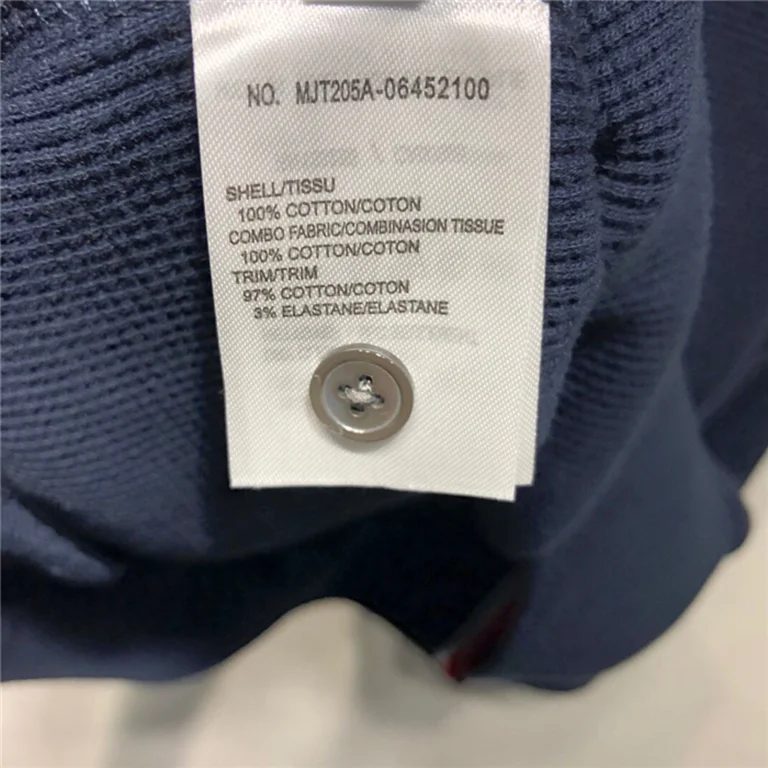 NO. MJT205A-06452100
SHELL/TISSU
100% COTTON/COTON
COMBO FABRIC/COMBINASION TISSUE
100% COTTON/COTON
TRIM/TRIM
97% COTTON/COTON
3% ELASTANE/ELASTANE